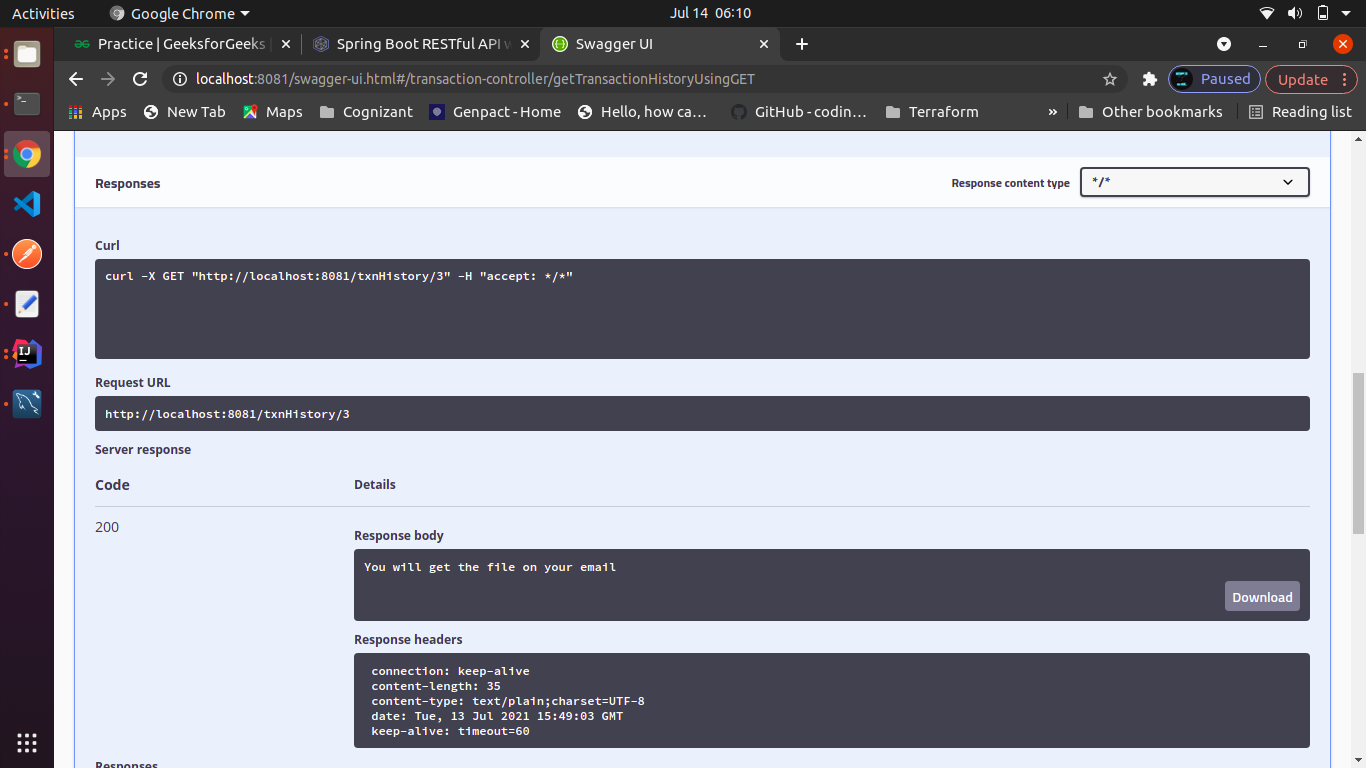 Activities
Google Chrome
Jul 14 06:10
Practice | GeeksforGeeks |
Spring Boot RESTful API w
Swagger UI
localhost:8081/swagger-ui.html#/transaction-controller/getTransactionHistoryUsingGET
Paused
Update
Apps
New Tab
Maps
Cognizant
Genpact - Home
Hello, how ca…
GitHub - codin…
Terraform
»
Other bookmarks
Reading list
Responses
Response content type
*/*
Curl
curl -X GET "http://localhost:8081/txnHistory/3" -H "accept: */*"
Request URL
http://localhost:8081/txnHistory/3
Server response
Code
Details
200
Response body
You will get the file on your email
Download
Response headers
connection: keep-alive
content-length: 35
content-type: text/plain;charset=UTF-8
date: Tue, 13 Jul 2021 15:49:03 GMT
keep-alive: timeout=60
Responses